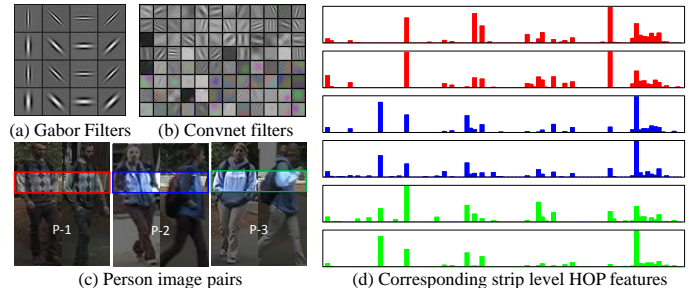 (a) Gabor Filters
(b) Convnet filters
P-1
P-2
P-3
(c) Person image pairs
(d) Corresponding strip level HOP features